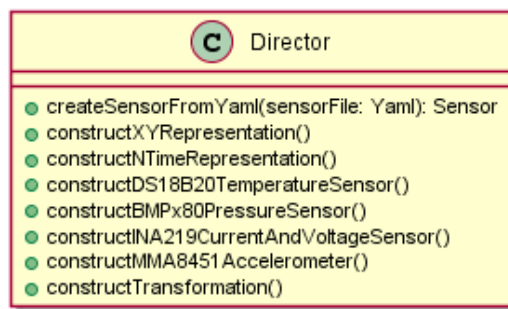 C Director
createSensorFromYaml(sensorFile: Yaml): Sensor
constructXYRepresentation()
constructNTimeRepresentation()
constructDS18B20TemperatureSensor()
constructBMPx80PressureSensor()
constructINA219CurrentAndVoltageSensor()
constructMMA8451Accelerometer()
constructTransformation()